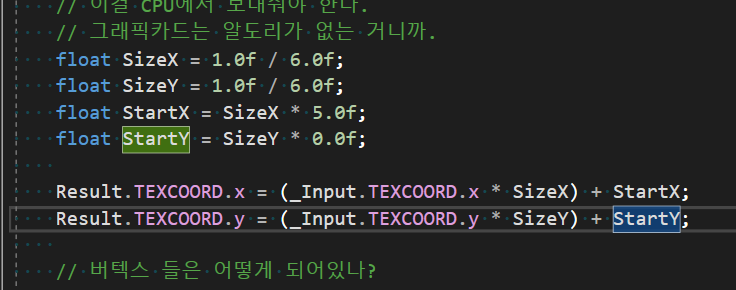 // 이걸 CPU에서 보내줘야 한다.
// 그래픽카드는 알도리가 없는 거니까.
float SizeX = 1.0f / 6.0f;
float SizeY = 1.0f / 6.0f;
float StartX = SizeX * 5.0f;
float StartY = SizeY * 0.0f;
Result.TEXCOORD.x = (_Input.TEXCOORD.x * SizeX) + StartX;
Result.TEXCOORD.y = (_Input.TEXCOORD.y * SizeY) + StartY;
// 버텍스 들은 어떻게 되어있나?